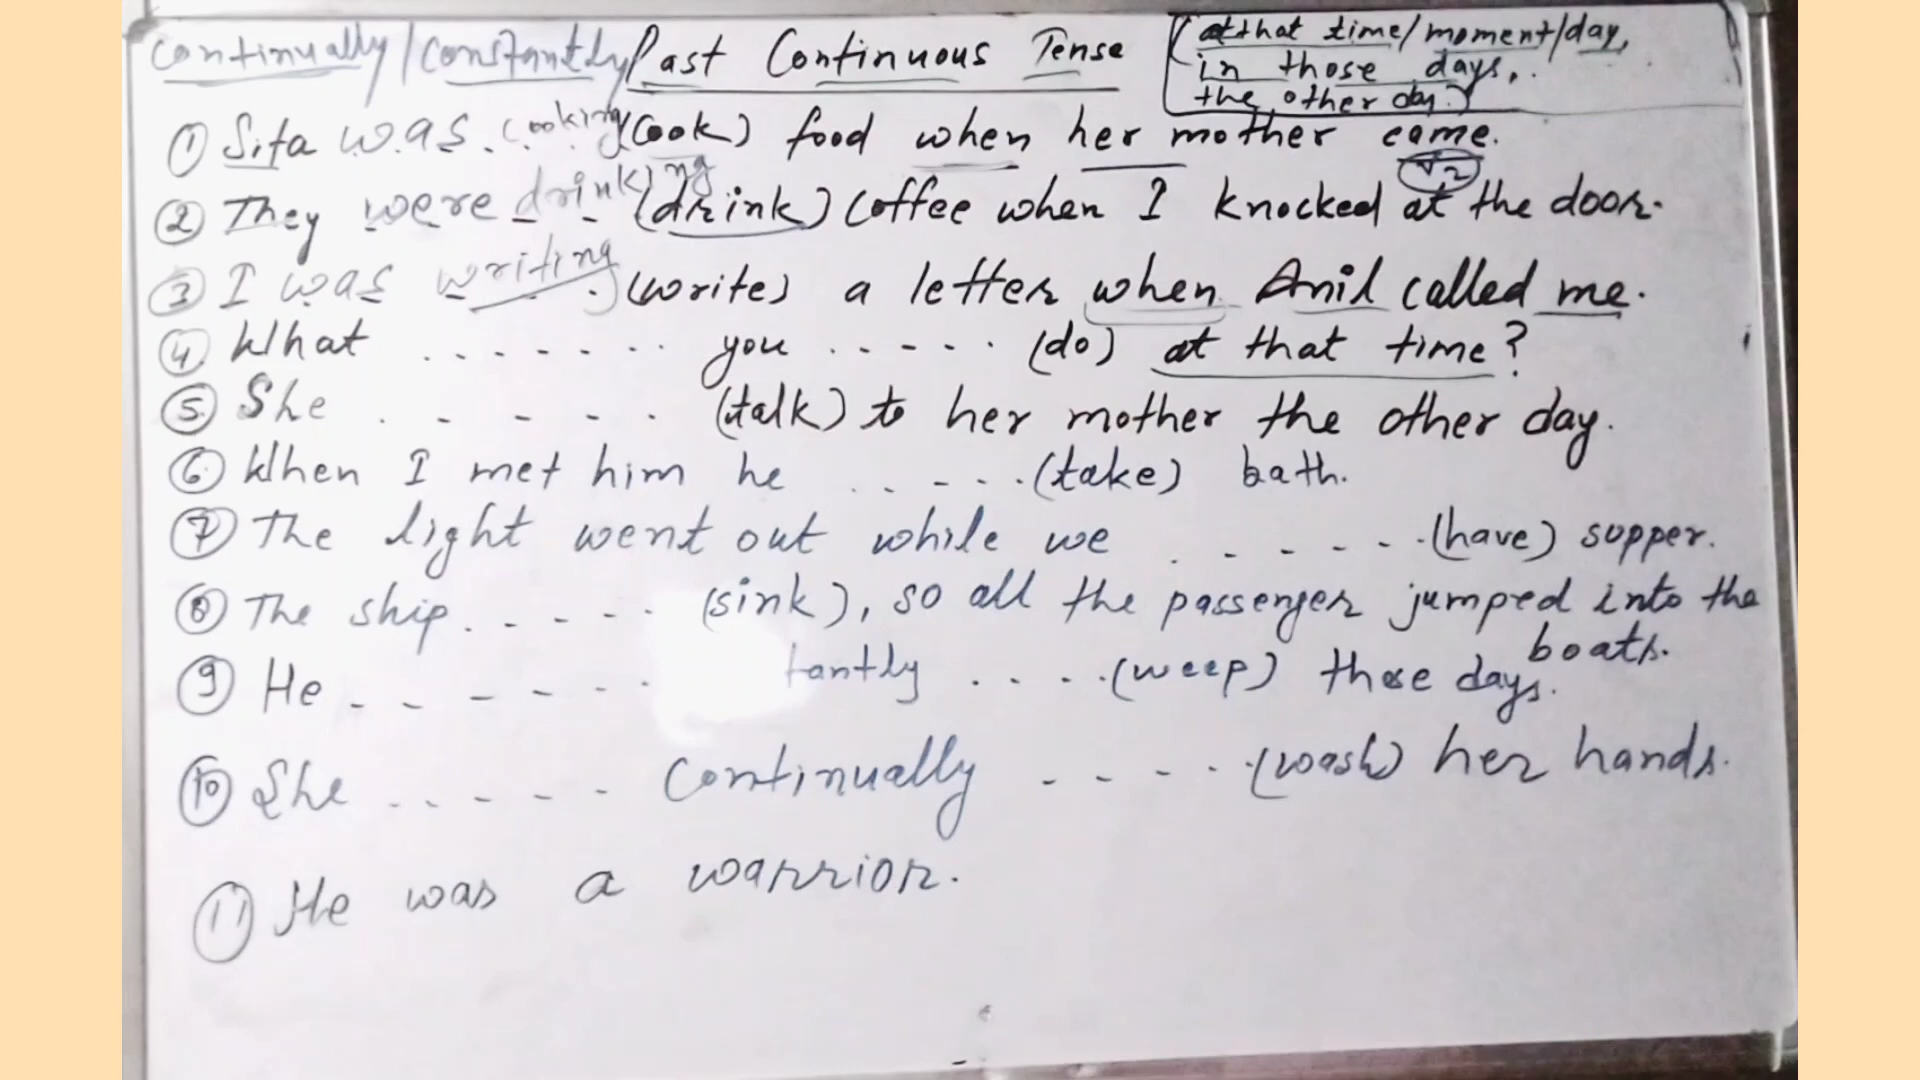 continually/constantly Past Continuous Tense (at that time/moment/day,
in those days,
the other day.)
① Sita was cooking (cook) food when her mother came.
V2
② They were drinking (drink) coffee when I knocked at the door.
③ I was writing (write) a letter when Anil called me.
④ What ....... you ..... (do) at that time?
⑤ She ..... (talk) to her mother the other day.
⑥ When I met him he ..... (take) bath.
⑦ The light went out while we ...... (have) supper.
⑧ The ship ..... (sink), so all the passenger jumped into the
boats.
⑨ He ...... tantly .... (weep) those days.
⑩ She ..... continually ..... (wash) her hands.
⑪ He was a warrior.